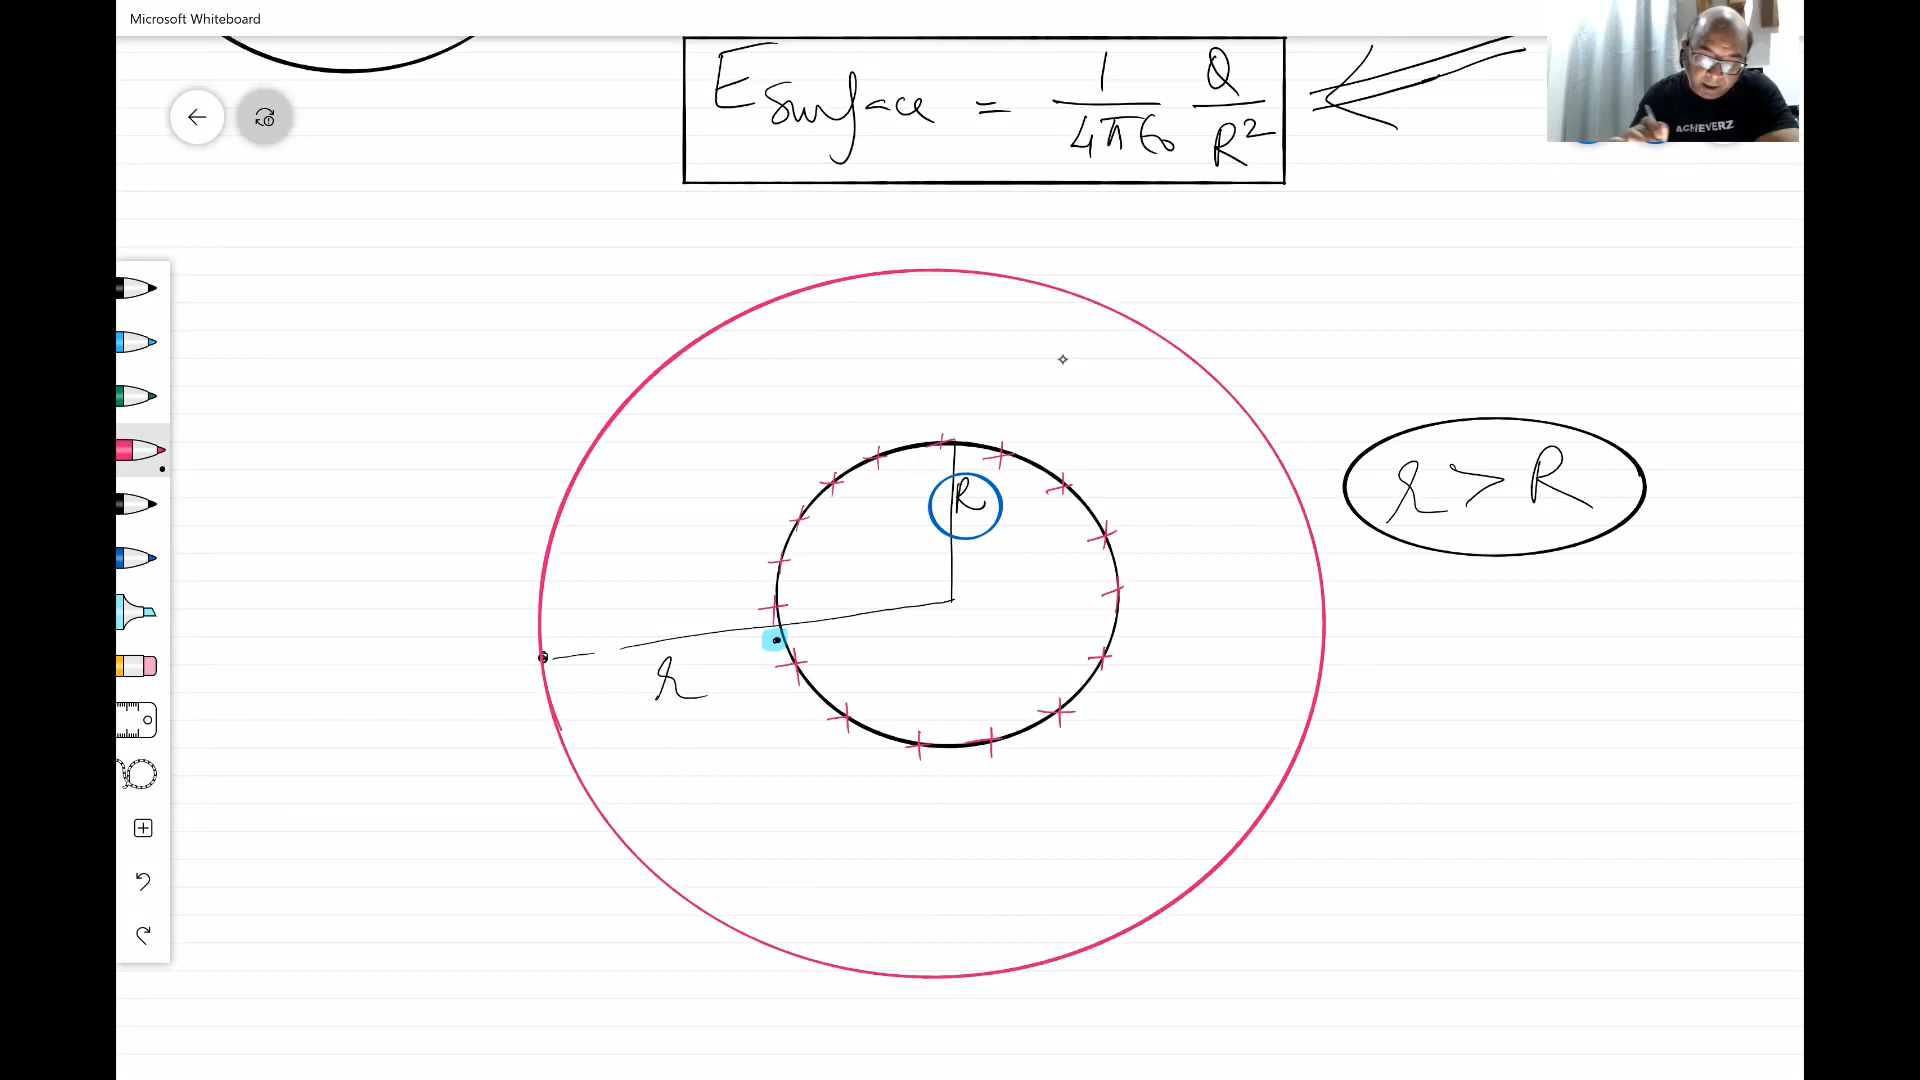 Microsoft Whiteboard
E surface = 1/4πε₀ Q/R²
ACHIEVERZ
R
r > R
r